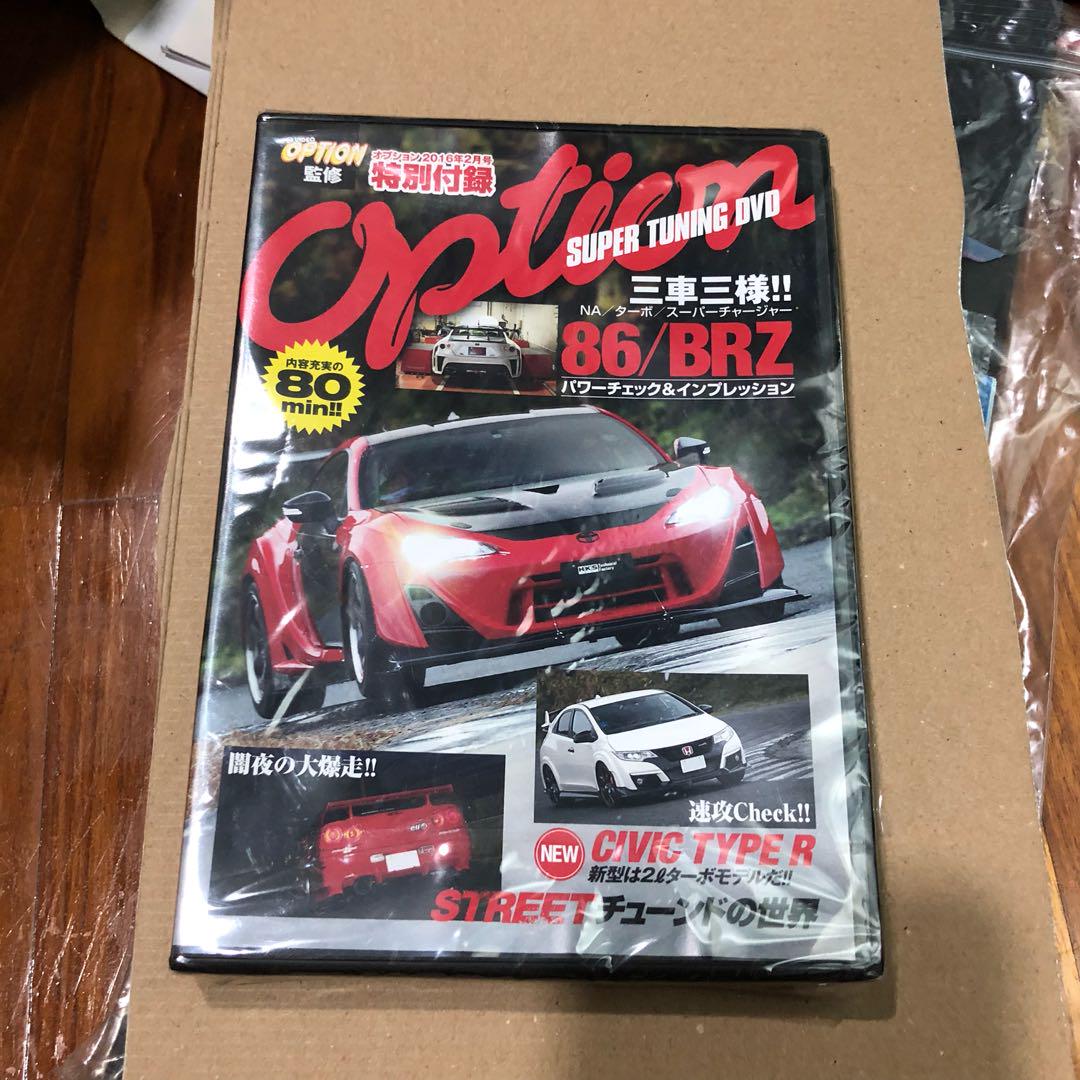 VIDEO
OPTION
監修
オプション2016年2月号
特別付録
Option
SUPER TUNING DVD
三車三様!!
NA/ターボ/スーパーチャージャー
86/BRZ
パワーチェック&インプレッション
内容充実の
80
min!!
HKS Technical
Factory
闇夜の大爆走!!
速攻Check!!
NEW
CIVIC TYPE R
新型は2ℓターボモデルだ!!
STREETチューンドの世界